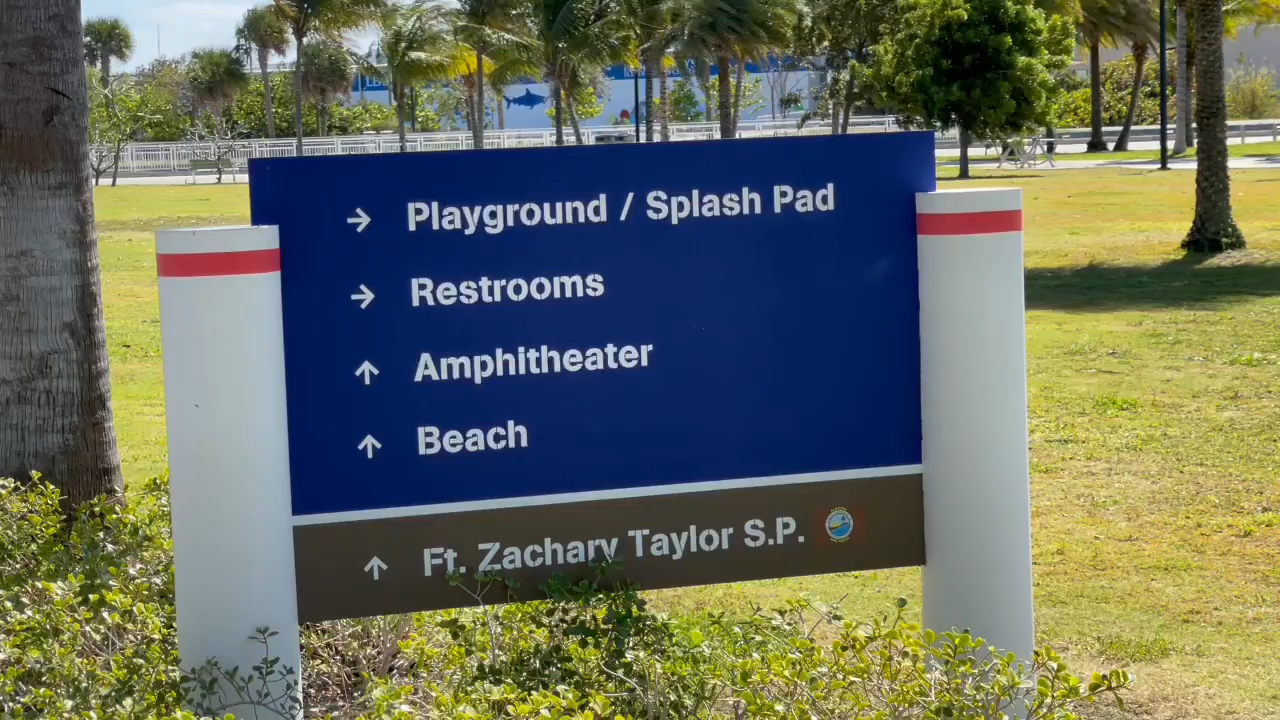 → Playground / Splash Pad
→ Restrooms
↑ Amphitheater
↑ Beach
↑ Ft. Zachary Taylor S.P.